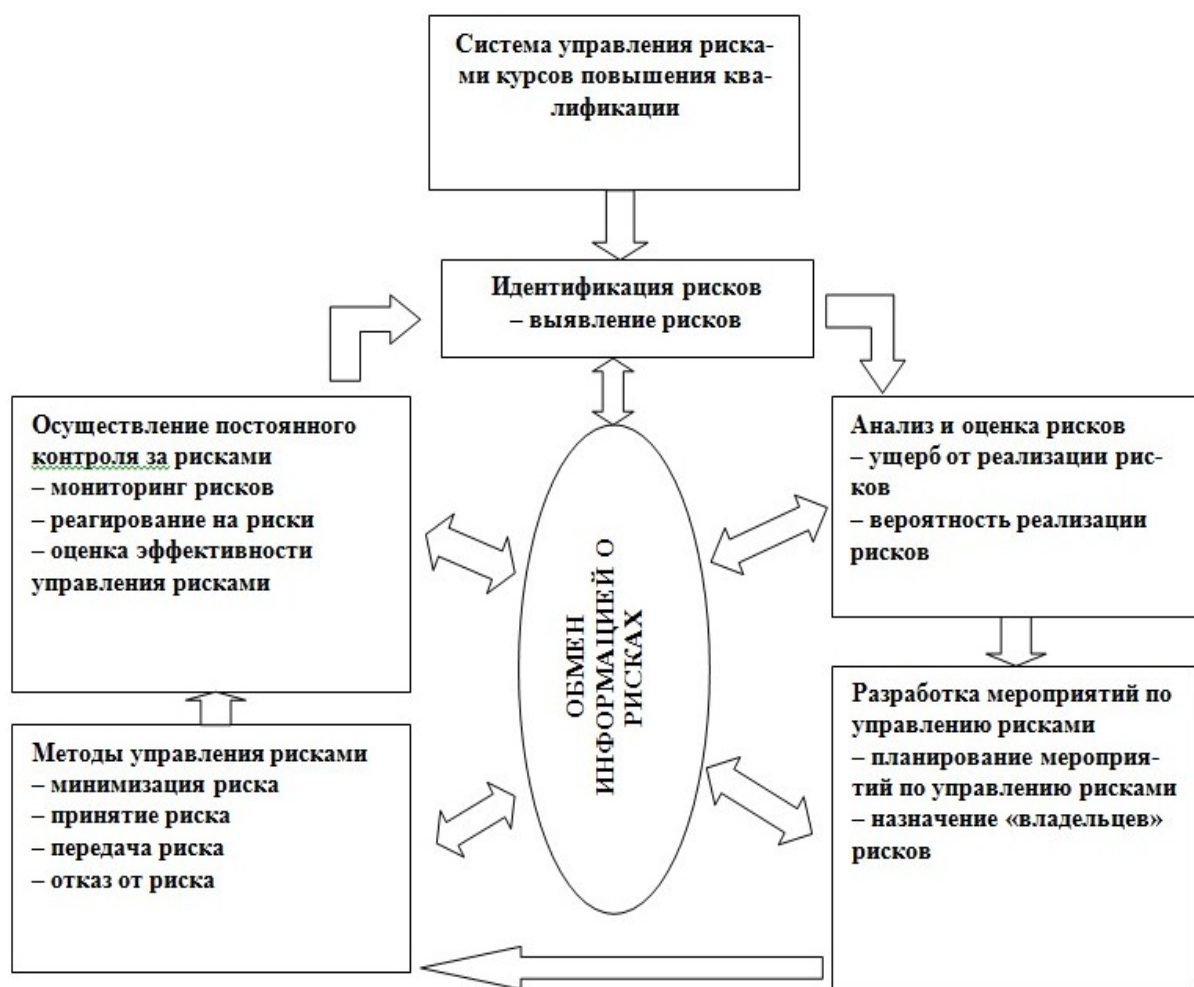 Система управления риска-
ми курсов повышения ква-
лификации
Идентификация рисков
– выявление рисков
Осуществление постоянного
контроля за рисками
– мониторинг рисков
– реагирование на риски
– оценка эффективности
управления рисками
Анализ и оценка рисков
– ущерб от реализации рис-
ков
– вероятность реализации
рисков
ОБМЕН
ИНФОРМАЦИЕЙ О
РИСКАХ
Методы управления рисками
– минимизация риска
– принятие риска
– передача риска
– отказ от риска
Разработка мероприятий по
управлению рисками
– планирование мероприя-
тий по управлению рисками
– назначение «владельцев»
рисков